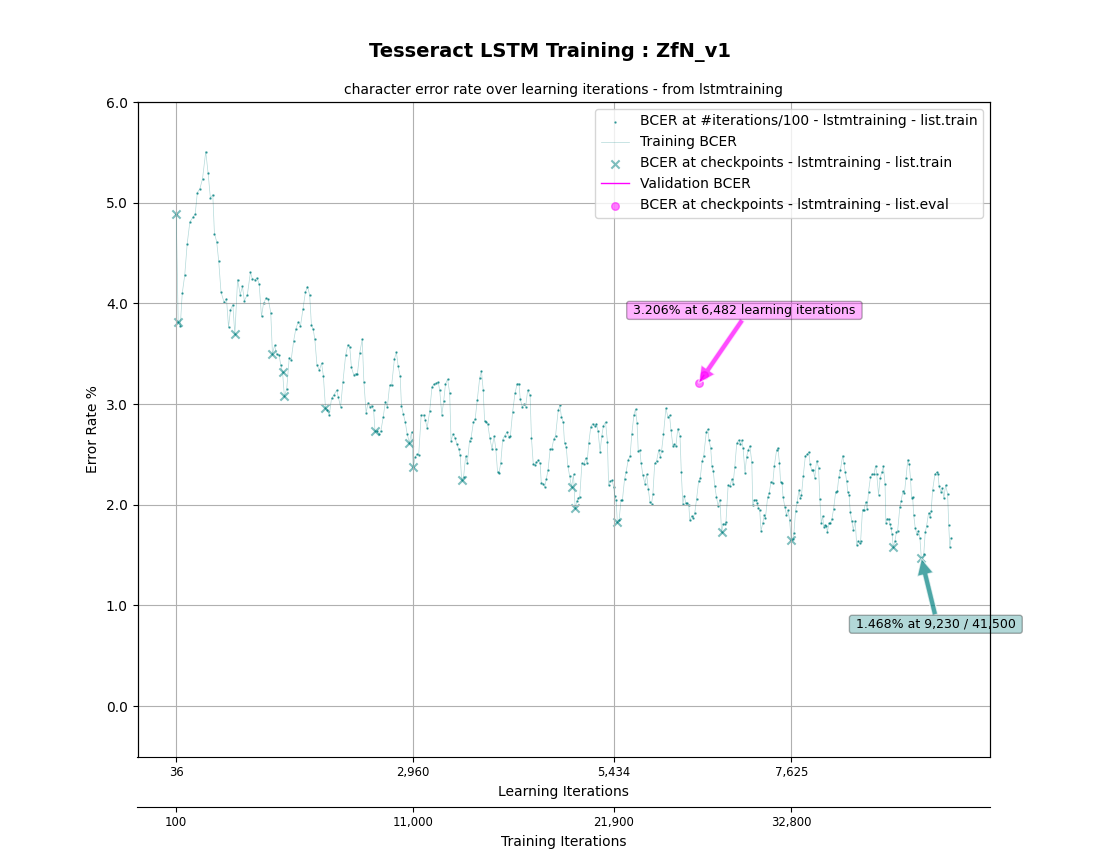 Tesseract LSTM Training : ZfN_v1
character error rate over learning iterations - from lstmtraining
BCER at #iterations/100 - lstmtraining - list.train
Training BCER
BCER at checkpoints - lstmtraining - list.train
Validation BCER
BCER at checkpoints - lstmtraining - list.eval
6.0
5.0
4.0
3.0
2.0
1.0
0.0
Error Rate %
3.206% at 6,482 learning iterations
1.468% at 9,230 / 41,500
36 2,960 5,434 7,625
Learning Iterations
100 11,000 21,900 32,800
Training Iterations